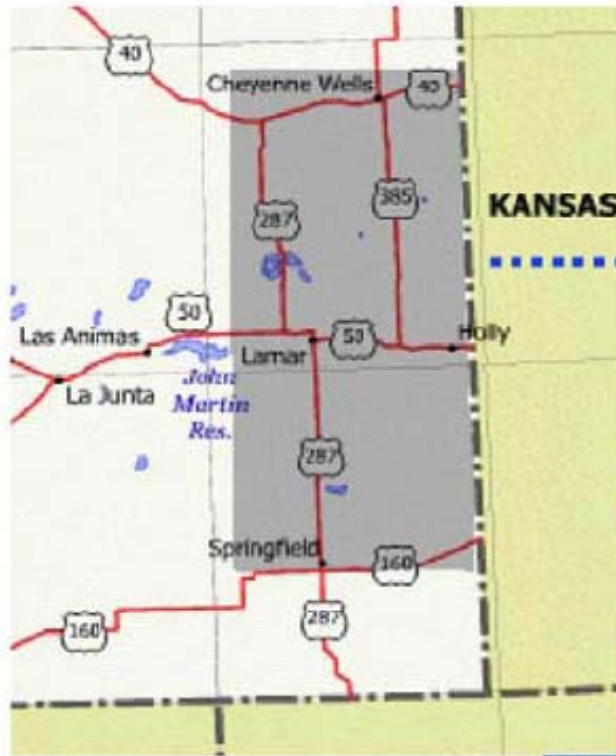 40
Cheyenne Wells
40
287
385
KANSAS
50
Las Animas
50
Holly
Lamar
La Junta
John
Martin
Res.
287
Springfield
160
160
287